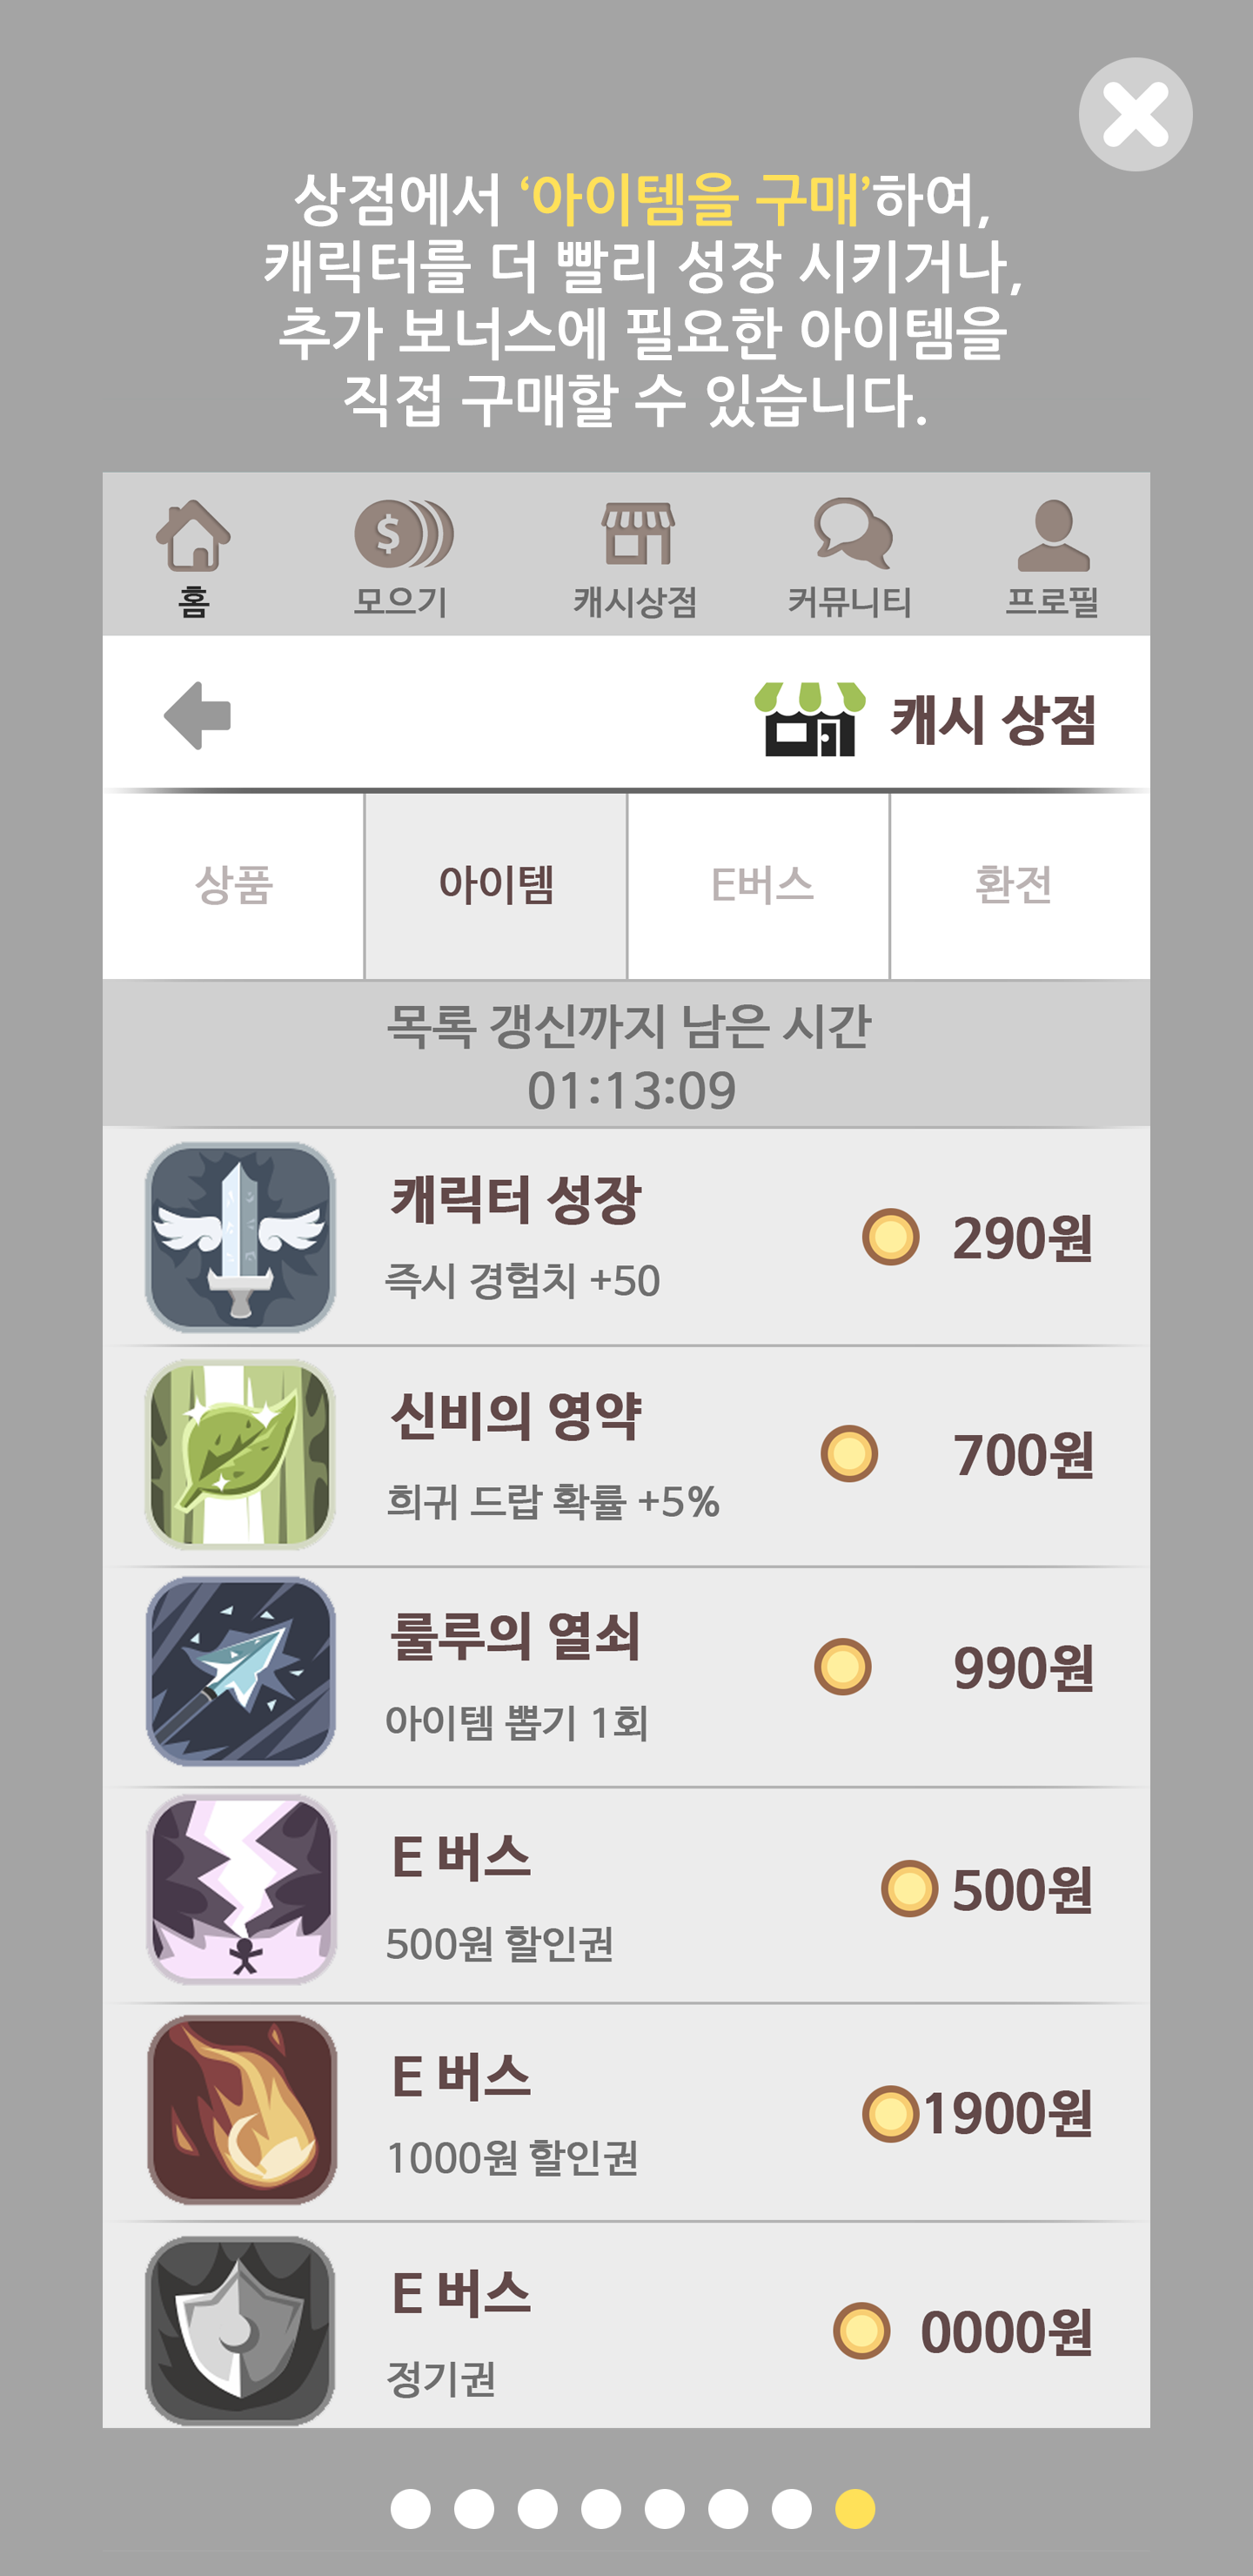 상점에서 ‘아이템을 구매’하여,
캐릭터를 더 빨리 성장 시키거나,
추가 보너스에 필요한 아이템을
직접 구매할 수 있습니다.
홈
모으기
캐시상점
커뮤니티
프로필
캐시 상점
상품
아이템
E버스
환전
목록 갱신까지 남은 시간
01:13:09
캐릭터 성장
즉시 경험치 +50
290원
신비의 영약
희귀 드랍 확률 +5%
700원
룰루의 열쇠
아이템 뽑기 1회
990원
E 버스
500원 할인권
500원
E 버스
1000원 할인권
1900원
E 버스
정기권
0000원